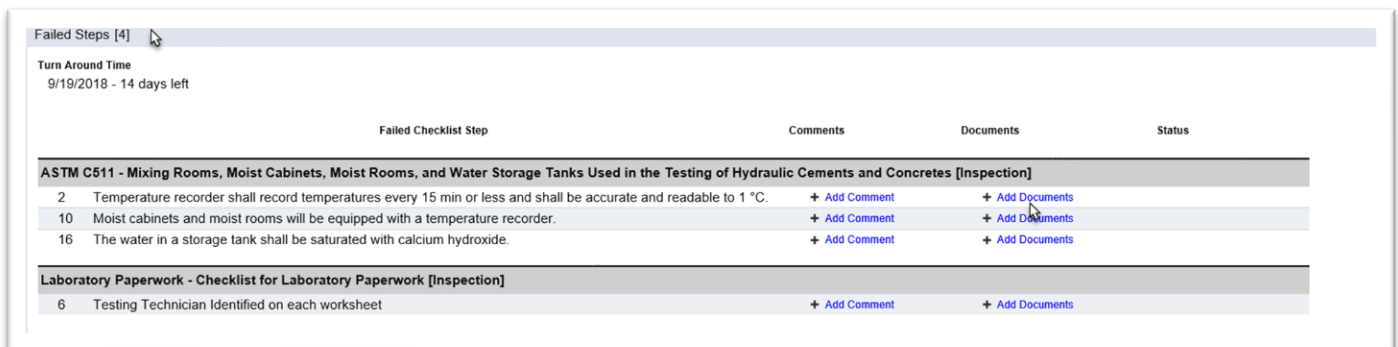 Failed Steps [4]
Turn Around Time
9/19/2018 - 14 days left
Failed Checklist Step Comments Documents Status
ASTM C511 - Mixing Rooms, Moist Cabinets, Moist Rooms, and Water Storage Tanks Used in the Testing of Hydraulic Cements and Concretes [Inspection]
2 Temperature recorder shall record temperatures every 15 min or less and shall be accurate and readable to 1 °C. + Add Comment + Add Documents
10 Moist cabinets and moist rooms will be equipped with a temperature recorder. + Add Comment + Add Documents
16 The water in a storage tank shall be saturated with calcium hydroxide. + Add Comment + Add Documents
Laboratory Paperwork - Checklist for Laboratory Paperwork [Inspection]
6 Testing Technician Identified on each worksheet + Add Comment + Add Documents